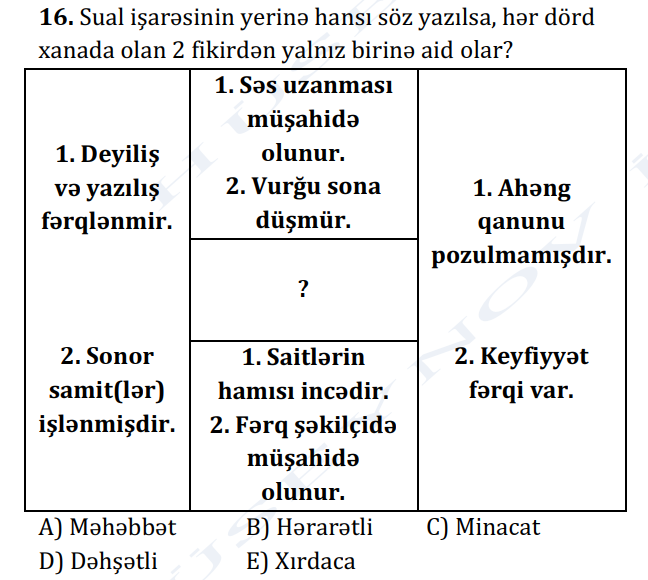 16. Sual işarəsinin yerinə hansı söz yazılsa, hər dörd
xanada olan 2 fikirdən yalnız birinə aid olar?
1. Deyiliş
və yazılış
fərqlənmir.
2. Sonor
samit(lər)
işlənmişdir.
1. Səs uzanması
müşahidə
olunur.
2. Vurğu sona
düşmür.
?
1. Saitlərin
hamısı incədir.
2. Fərq şəkilçidə
müşahidə
olunur.
1. Ahəng
qanunu
pozulmamışdır.
2. Keyfiyyət
fərqi var.
A) Məhəbbət B) Hərarətli C) Minacat
D) Dəhşətli E) Xırdaca